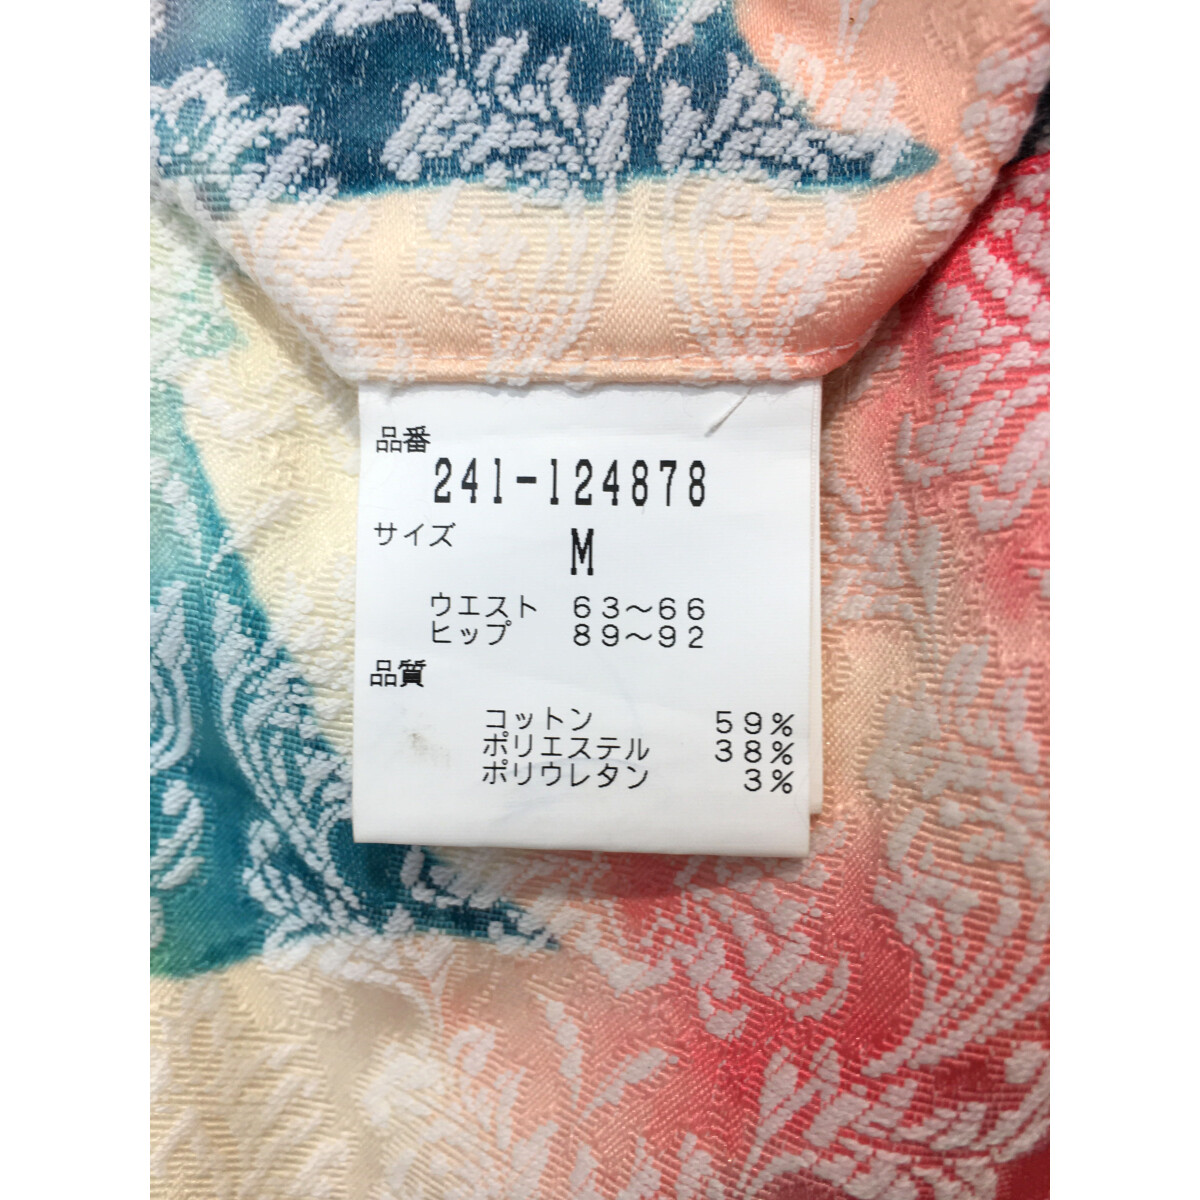 品番
241-124878
サイズ
M
ウエスト 63～66
ヒップ 89～92
品質
コットン 59%
ポリエステル 38%
ポリウレタン 3%